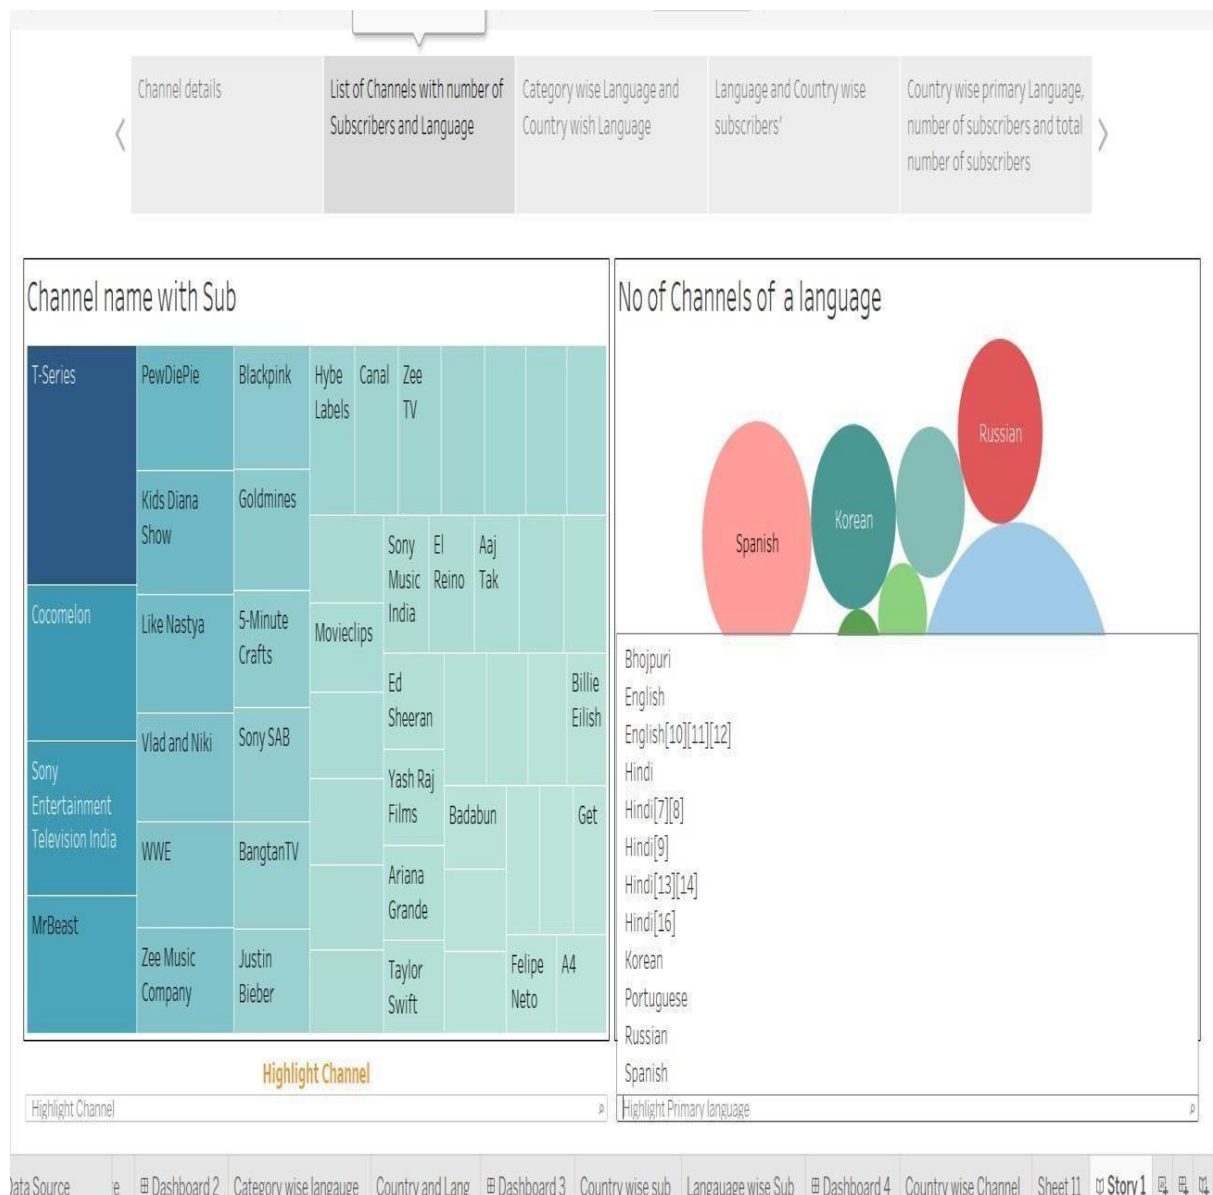 Channel details
List of Channels with number of
Subscribers and Language
Category wise Language and
Country wish Language
Language and Country wise
subscribers'
Country wise primary Language,
number of subscribers and total
number of subscribers
Channel name with Sub
T-Series
Cocomelon
Sony
Entertainment
Television India
MrBeast
PewDiePie
Kids Diana
Show
Like Nastya
Vlad and Niki
WWE
Zee Music
Company
Blackpink
Goldmines
5-Minute
Crafts
Sony SAB
BangtanTV
Justin
Bieber
Hybe
Labels
Canal
Zee
TV
Movieclips
Sony
Music
India
El
Reino
Aaj
Tak
Ed
Sheeran
Yash Raj
Films
Ariana
Grande
Taylor
Swift
Billie
Eilish
Badabun
Get
Felipe
Neto
A4
Highlight Channel
Highlight Channel
No of Channels of a language
Spanish
Korean
Russian
Bhojpuri
English
English[10][11][12]
Hindi
Hindi[7][8]
Hindi[9]
Hindi[13][14]
Hindi[16]
Korean
Portuguese
Russian
Spanish
Highlight Primary language
Data Source
e
Dashboard 2
Category wise langauge
Country and Lang
Dashboard 3
Country wise sub
Langauage wise Sub
Dashboard 4
Country wise Channel
Sheet 11
Story 1